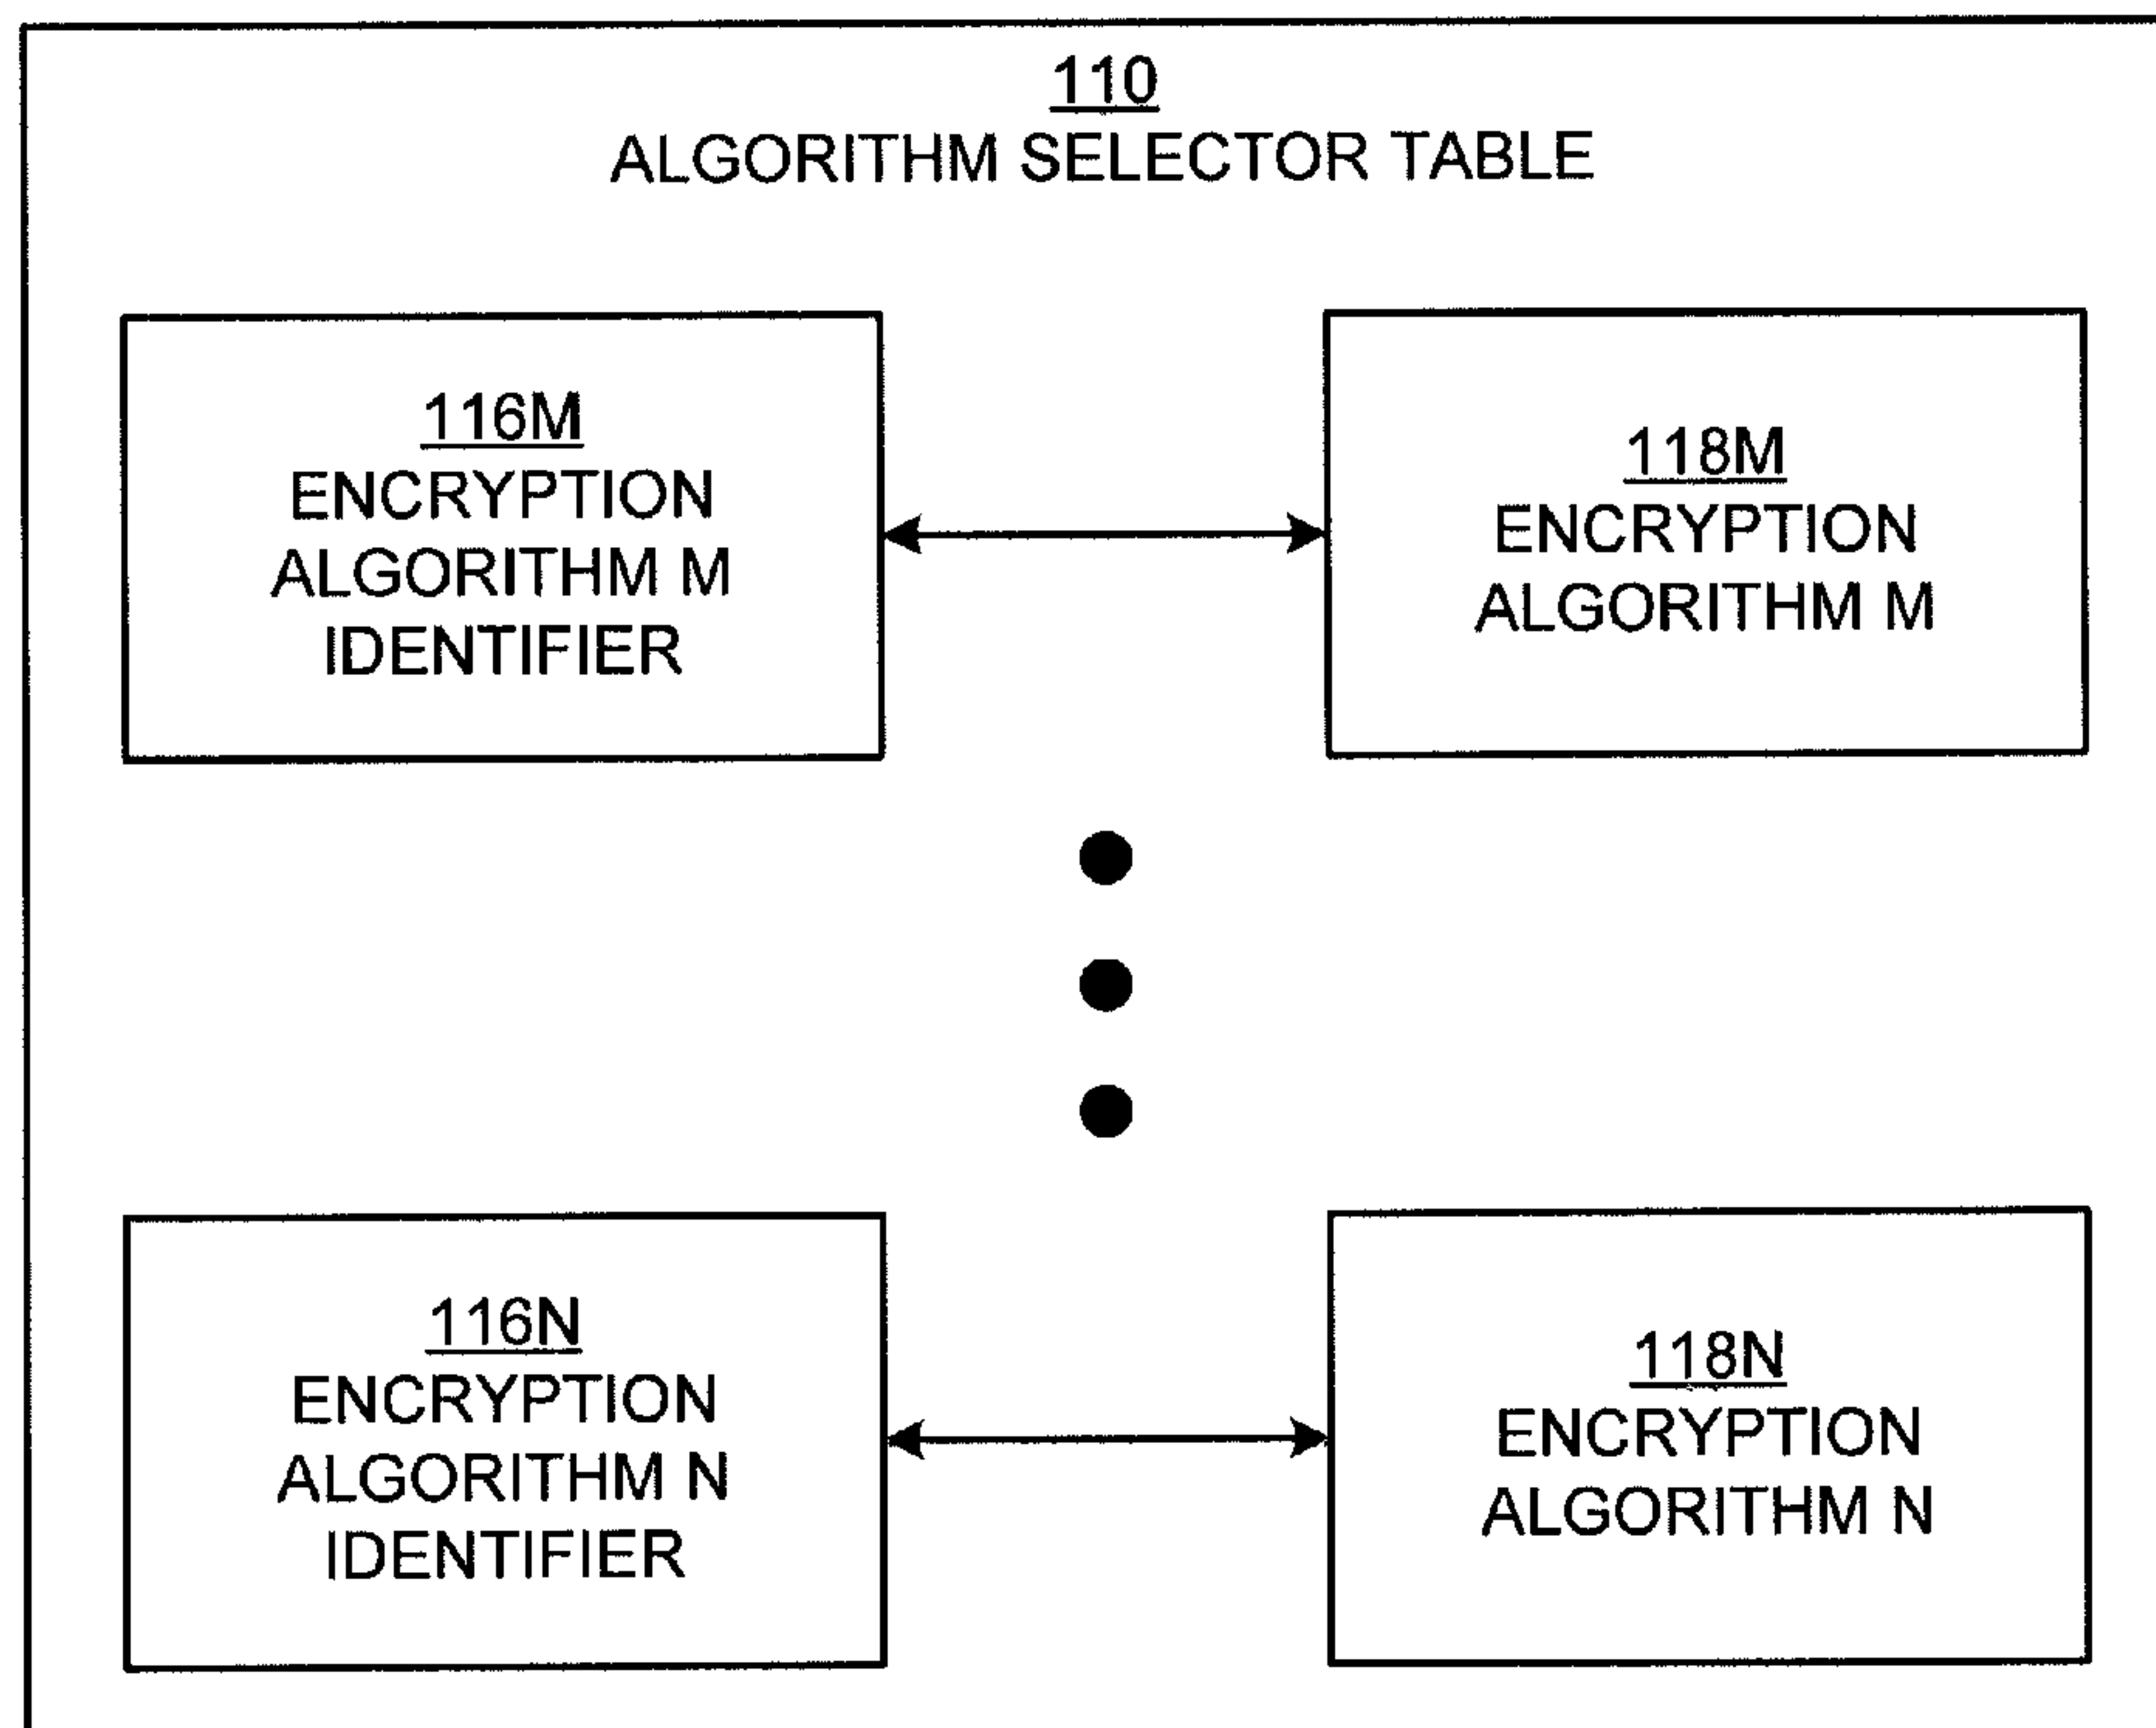 110
ALGORITHM SELECTOR TABLE
116M
ENCRYPTION
ALGORITHM M
IDENTIFIER
118M
ENCRYPTION
ALGORITHM M
116N
ENCRYPTION
ALGORITHM N
IDENTIFIER
118N
ENCRYPTION
ALGORITHM N